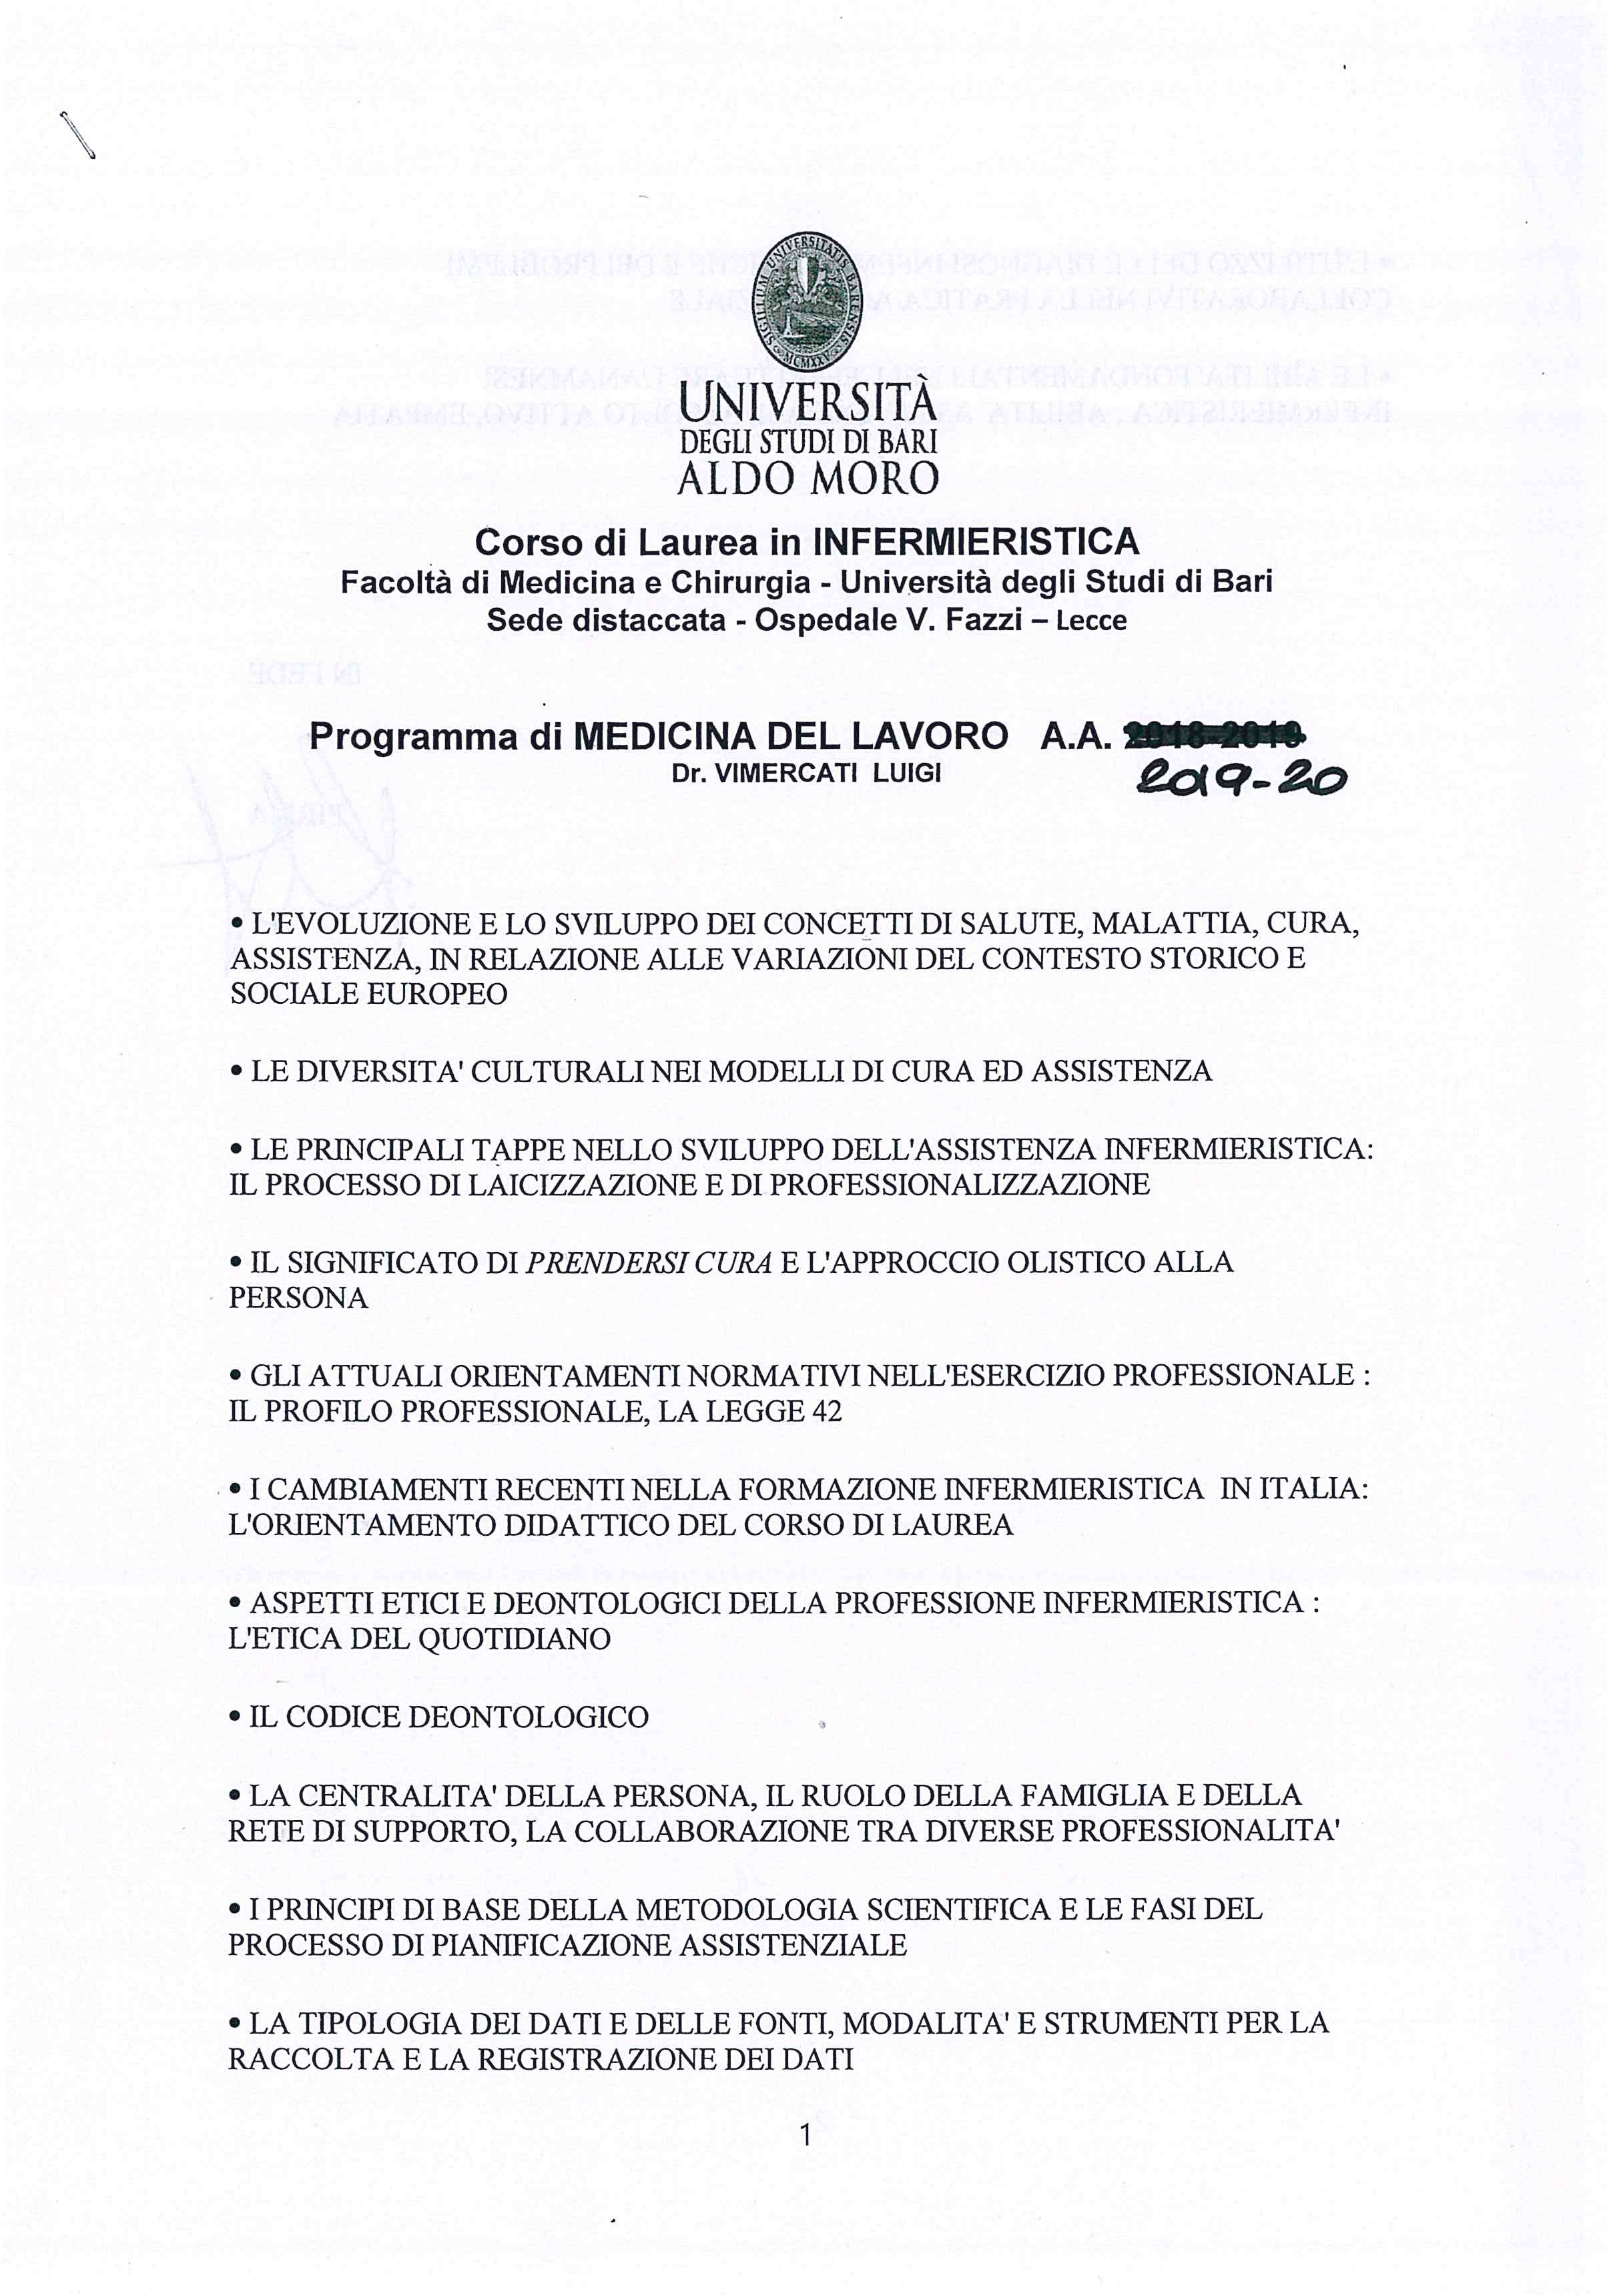 SIGILLUM UNIVERSITATIS BARENSIS
MCMXXV
UNIVERSITÀ
DEGLI STUDI DI BARI
ALDO MORO
Corso di Laurea in INFERMIERISTICA
Facoltà di Medicina e Chirurgia - Università degli Studi di Bari
Sede distaccata - Ospedale V. Fazzi – Lecce
Programma di MEDICINA DEL LAVORO A.A. 2018-2019
Dr. VIMERCATI LUIGI 2019-20
• L'EVOLUZIONE E LO SVILUPPO DEI CONCETTI DI SALUTE, MALATTIA, CURA,
ASSISTENZA, IN RELAZIONE ALLE VARIAZIONI DEL CONTESTO STORICO E
SOCIALE EUROPEO
• LE DIVERSITA' CULTURALI NEI MODELLI DI CURA ED ASSISTENZA
• LE PRINCIPALI TAPPE NELLO SVILUPPO DELL'ASSISTENZA INFERMIERISTICA:
IL PROCESSO DI LAICIZZAZIONE E DI PROFESSIONALIZZAZIONE
• IL SIGNIFICATO DI PRENDERSI CURA E L'APPROCCIO OLISTICO ALLA
PERSONA
• GLI ATTUALI ORIENTAMENTI NORMATIVI NELL'ESERCIZIO PROFESSIONALE :
IL PROFILO PROFESSIONALE, LA LEGGE 42
• I CAMBIAMENTI RECENTI NELLA FORMAZIONE INFERMIERISTICA IN ITALIA:
L'ORIENTAMENTO DIDATTICO DEL CORSO DI LAUREA
• ASPETTI ETICI E DEONTOLOGICI DELLA PROFESSIONE INFERMIERISTICA :
L'ETICA DEL QUOTIDIANO
• IL CODICE DEONTOLOGICO
• LA CENTRALITA' DELLA PERSONA, IL RUOLO DELLA FAMIGLIA E DELLA
RETE DI SUPPORTO, LA COLLABORAZIONE TRA DIVERSE PROFESSIONALITA'
• I PRINCIPI DI BASE DELLA METODOLOGIA SCIENTIFICA E LE FASI DEL
PROCESSO DI PIANIFICAZIONE ASSISTENZIALE
• LA TIPOLOGIA DEI DATI E DELLE FONTI, MODALITA' E STRUMENTI PER LA
RACCOLTA E LA REGISTRAZIONE DEI DATI
1